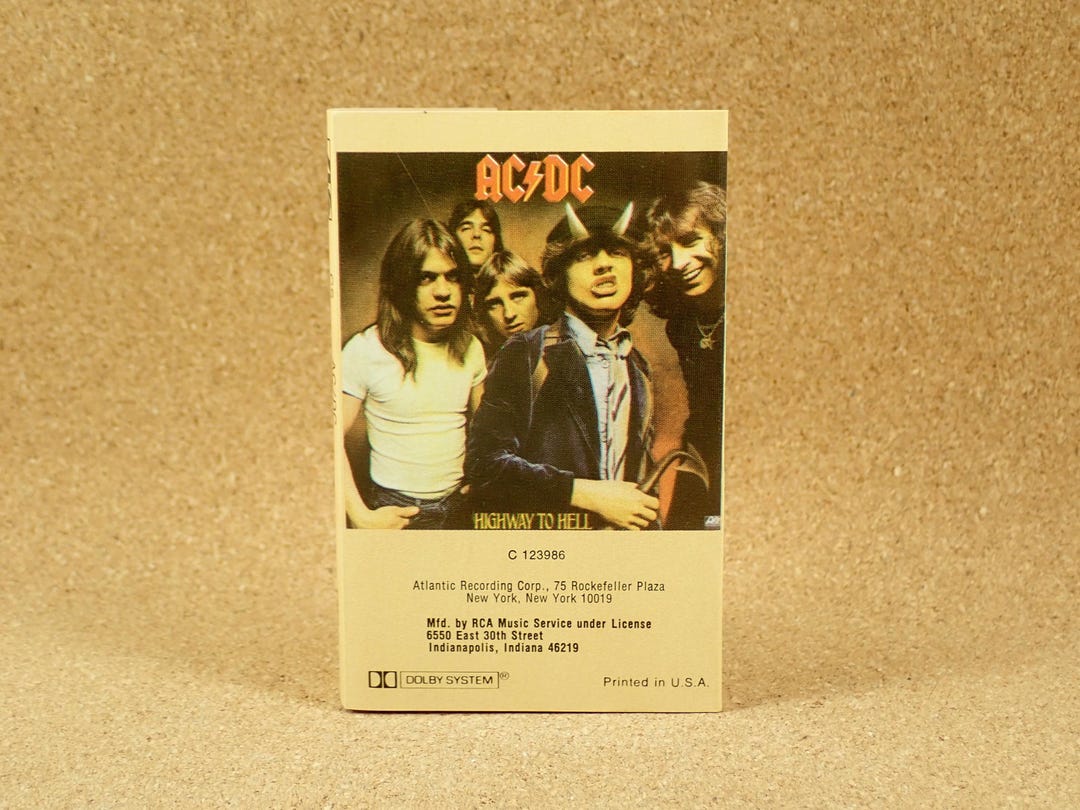 AC⚡DC
HIGHWAY TO HELL
C 123986
Atlantic Recording Corp., 75 Rockefeller Plaza
New York, New York 10019
Mfd. by RCA Music Service under License
6550 East 30th Street
Indianapolis, Indiana 46219
DOLBY SYSTEM®
Printed in U.S.A.